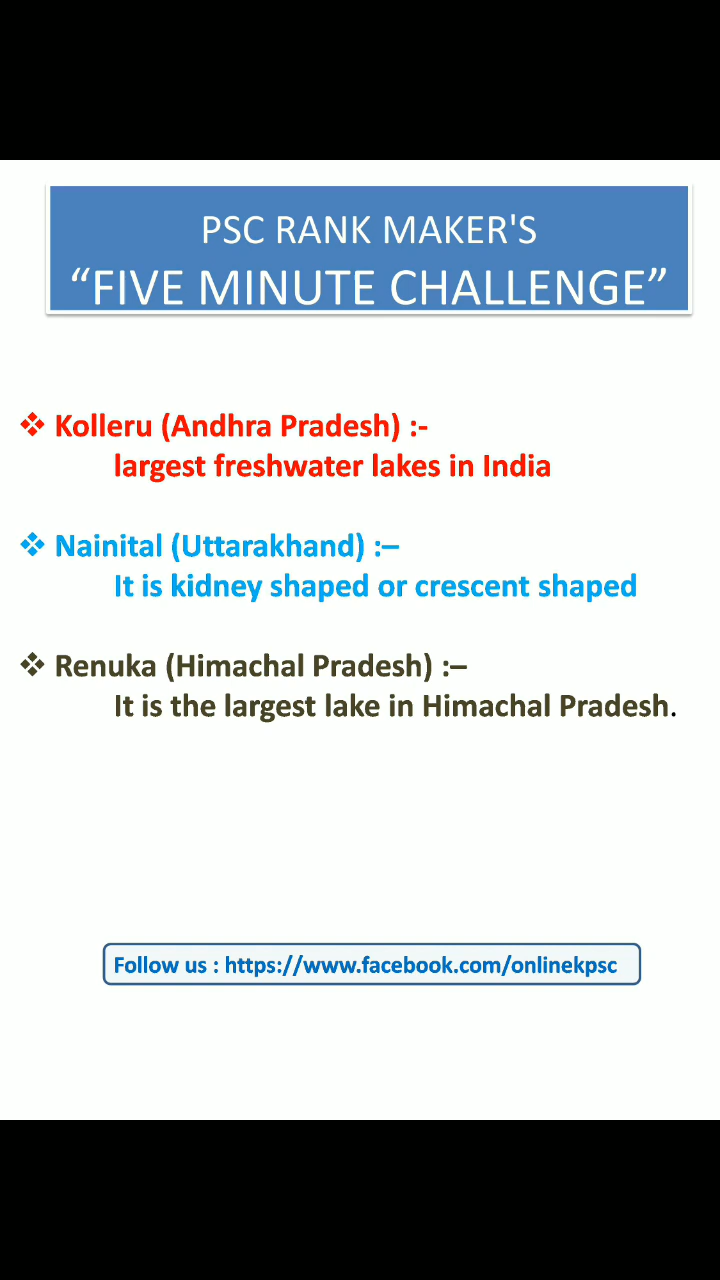 PSC RANK MAKER'S
“FIVE MINUTE CHALLENGE”
❖ Kolleru (Andhra Pradesh) :-
largest freshwater lakes in India
❖ Nainital (Uttarakhand) :–
It is kidney shaped or crescent shaped
❖ Renuka (Himachal Pradesh) :–
It is the largest lake in Himachal Pradesh.
Follow us : https://www.facebook.com/onlinekpsc